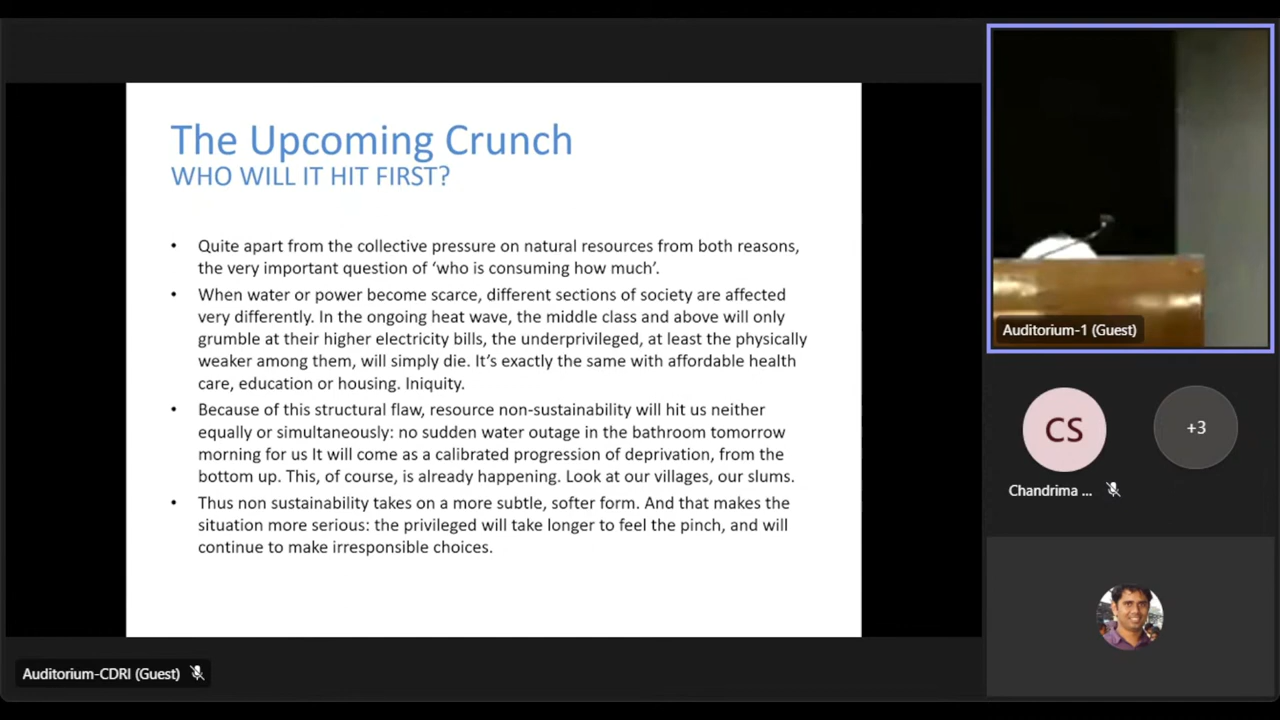 The Upcoming Crunch
WHO WILL IT HIT FIRST?
• Quite apart from the collective pressure on natural resources from both reasons,
the very important question of ‘who is consuming how much’.
• When water or power become scarce, different sections of society are affected
very differently. In the ongoing heat wave, the middle class and above will only
grumble at their higher electricity bills, the underprivileged, at least the physically
weaker among them, will simply die. It’s exactly the same with affordable health
care, education or housing. Iniquity.
• Because of this structural flaw, resource non-sustainability will hit us neither
equally or simultaneously: no sudden water outage in the bathroom tomorrow
morning for us It will come as a calibrated progression of deprivation, from the
bottom up. This, of course, is already happening. Look at our villages, our slums.
• Thus non sustainability takes on a more subtle, softer form. And that makes the
situation more serious: the privileged will take longer to feel the pinch, and will
continue to make irresponsible choices.
Auditorium-CDRI (Guest)
Auditorium-1 (Guest)
CS
+3
Chandrima ...